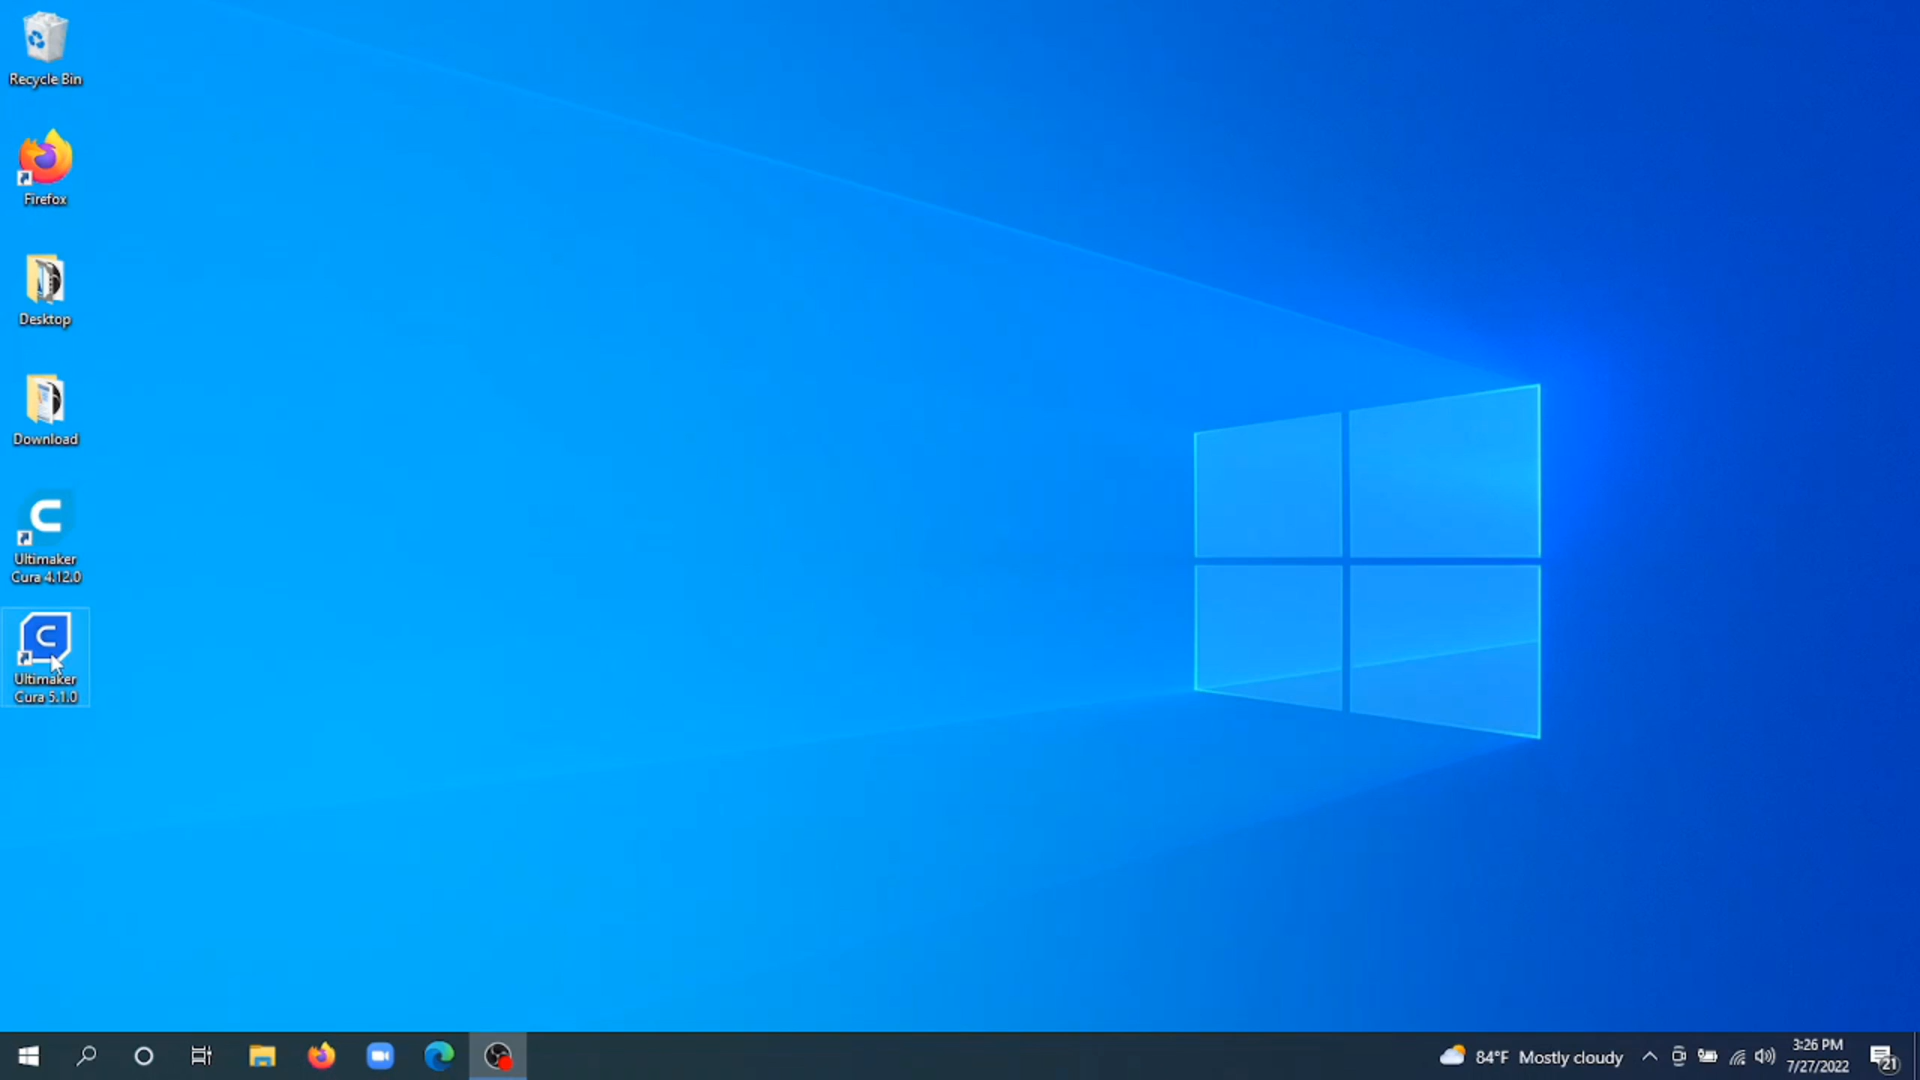 Recycle Bin
Firefox
Desktop
Download
Ultimaker
Cura 4.12.0
Ultimaker
Cura 5.1.0
84°F Mostly cloudy
3:26 PM
7/27/2022
21